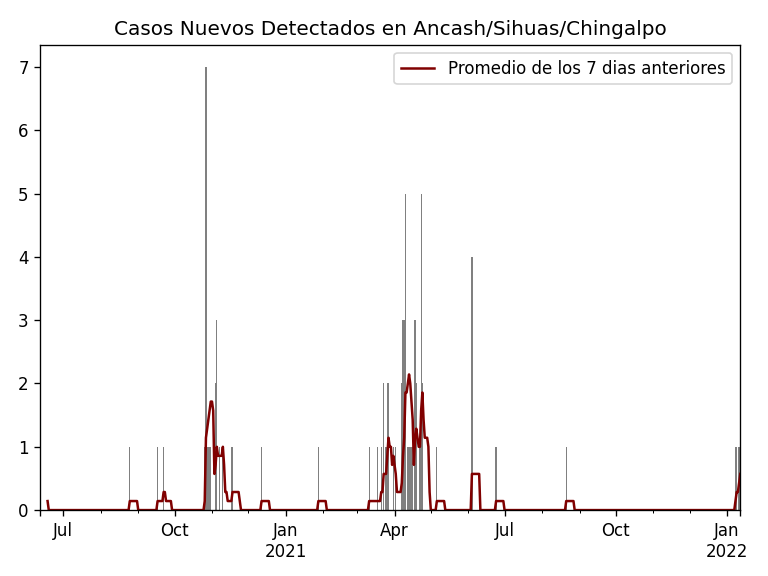 Casos Nuevos Detectados en Ancash/Sihuas/Chingalpo
Promedio de los 7 dias anteriores
7
6
5
4
3
2
1
0
Jul
Oct
Jan
2021
Apr
Jul
Oct
Jan
2022